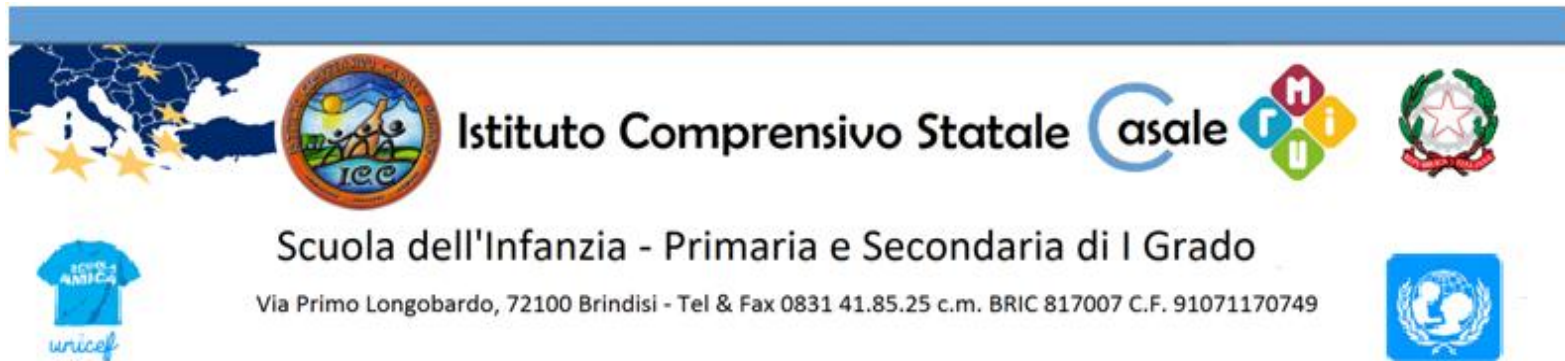 Istituto Comprensivo Statale Casale
M
r i
U
I.C.C
Scuola dell'Infanzia - Primaria e Secondaria di I Grado
Via Primo Longobardo, 72100 Brindisi - Tel & Fax 0831 41.85.25 c.m. BRIC 817007 C.F. 91071170749
SCUOLA
AMICA
unicef